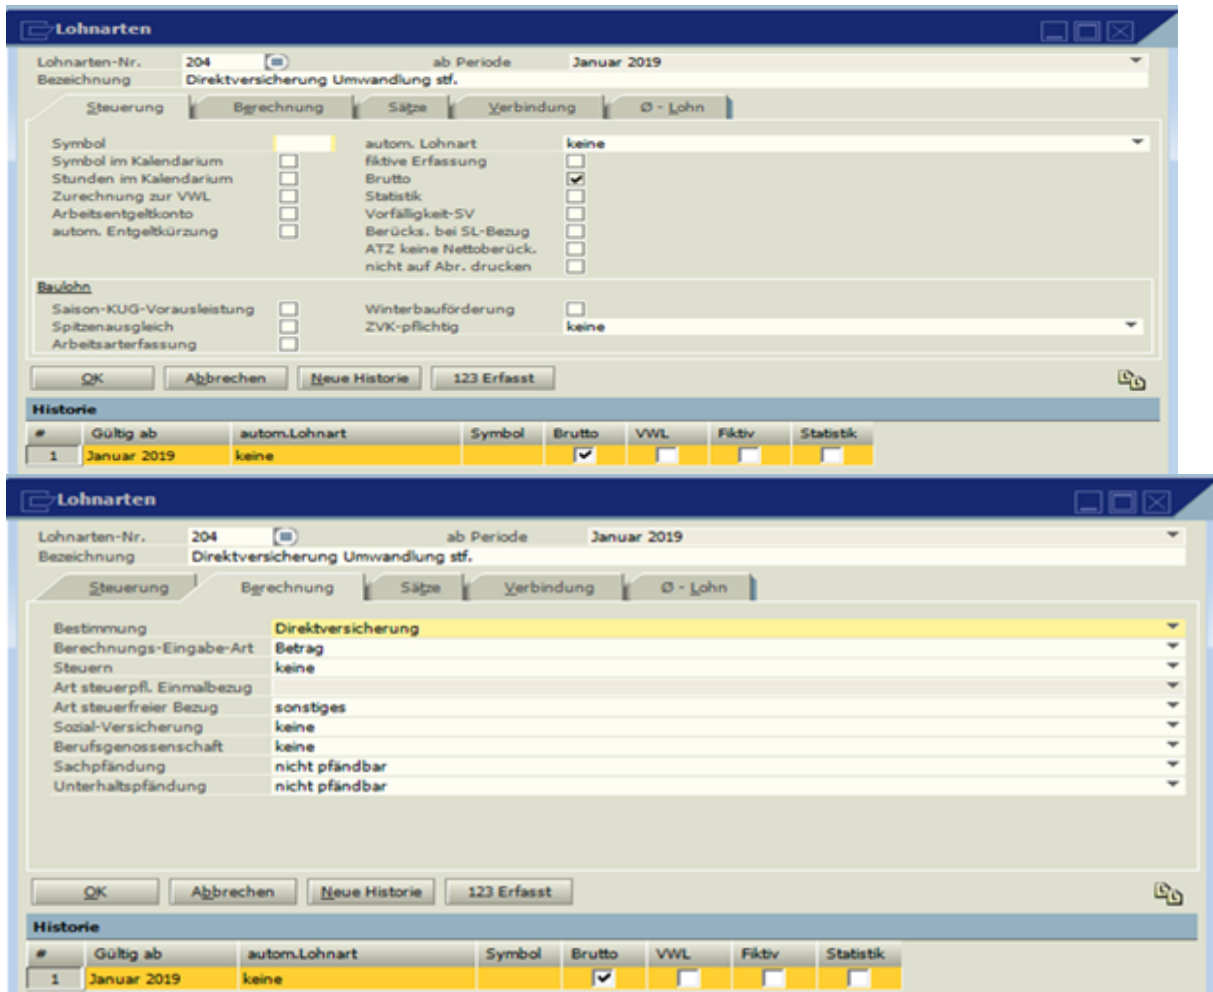 Lohnarten
Lohnarten-Nr. 204 ab Periode Januar 2019
Bezeichnung Direktversicherung Umwandlung stf.
Steuerung Berechnung Sätze Verbindung Ø - Lohn
Symbol autom. Lohnart keine
Symbol im Kalendarium fiktive Erfassung
Stunden im Kalendarium Brutto
Zurechnung zur VWL Statistik
Arbeitsentgeltkonto Vorfälligkeit-SV
autom. Entgeltkürzung Berücks. bei SL-Bezug
ATZ keine Nettoberück.
nicht auf Abr. drucken
Baulohn
Saison-KUG-Vorausleistung Winterbauförderung
Spitzenausgleich ZVK-pflichtig keine
Arbeitsarterfassung
OK Abbrechen Neue Historie 123 Erfasst
Historie
# Gültig ab autom.Lohnart Symbol Brutto VWL Fiktiv Statistik
1 Januar 2019 keine
Lohnarten
Lohnarten-Nr. 204 ab Periode Januar 2019
Bezeichnung Direktversicherung Umwandlung stf.
Steuerung Berechnung Sätze Verbindung Ø - Lohn
Bestimmung Direktversicherung
Berechnungs-Eingabe-Art Betrag
Steuern keine
Art steuerpfl. Einmalbezug
Art steuerfreier Bezug sonstiges
Sozial-Versicherung keine
Berufsgenossenschaft keine
Sachpfändung nicht pfändbar
Unterhaltspfändung nicht pfändbar
OK Abbrechen Neue Historie 123 Erfasst
Historie
# Gültig ab autom.Lohnart Symbol Brutto VWL Fiktiv Statistik
1 Januar 2019 keine